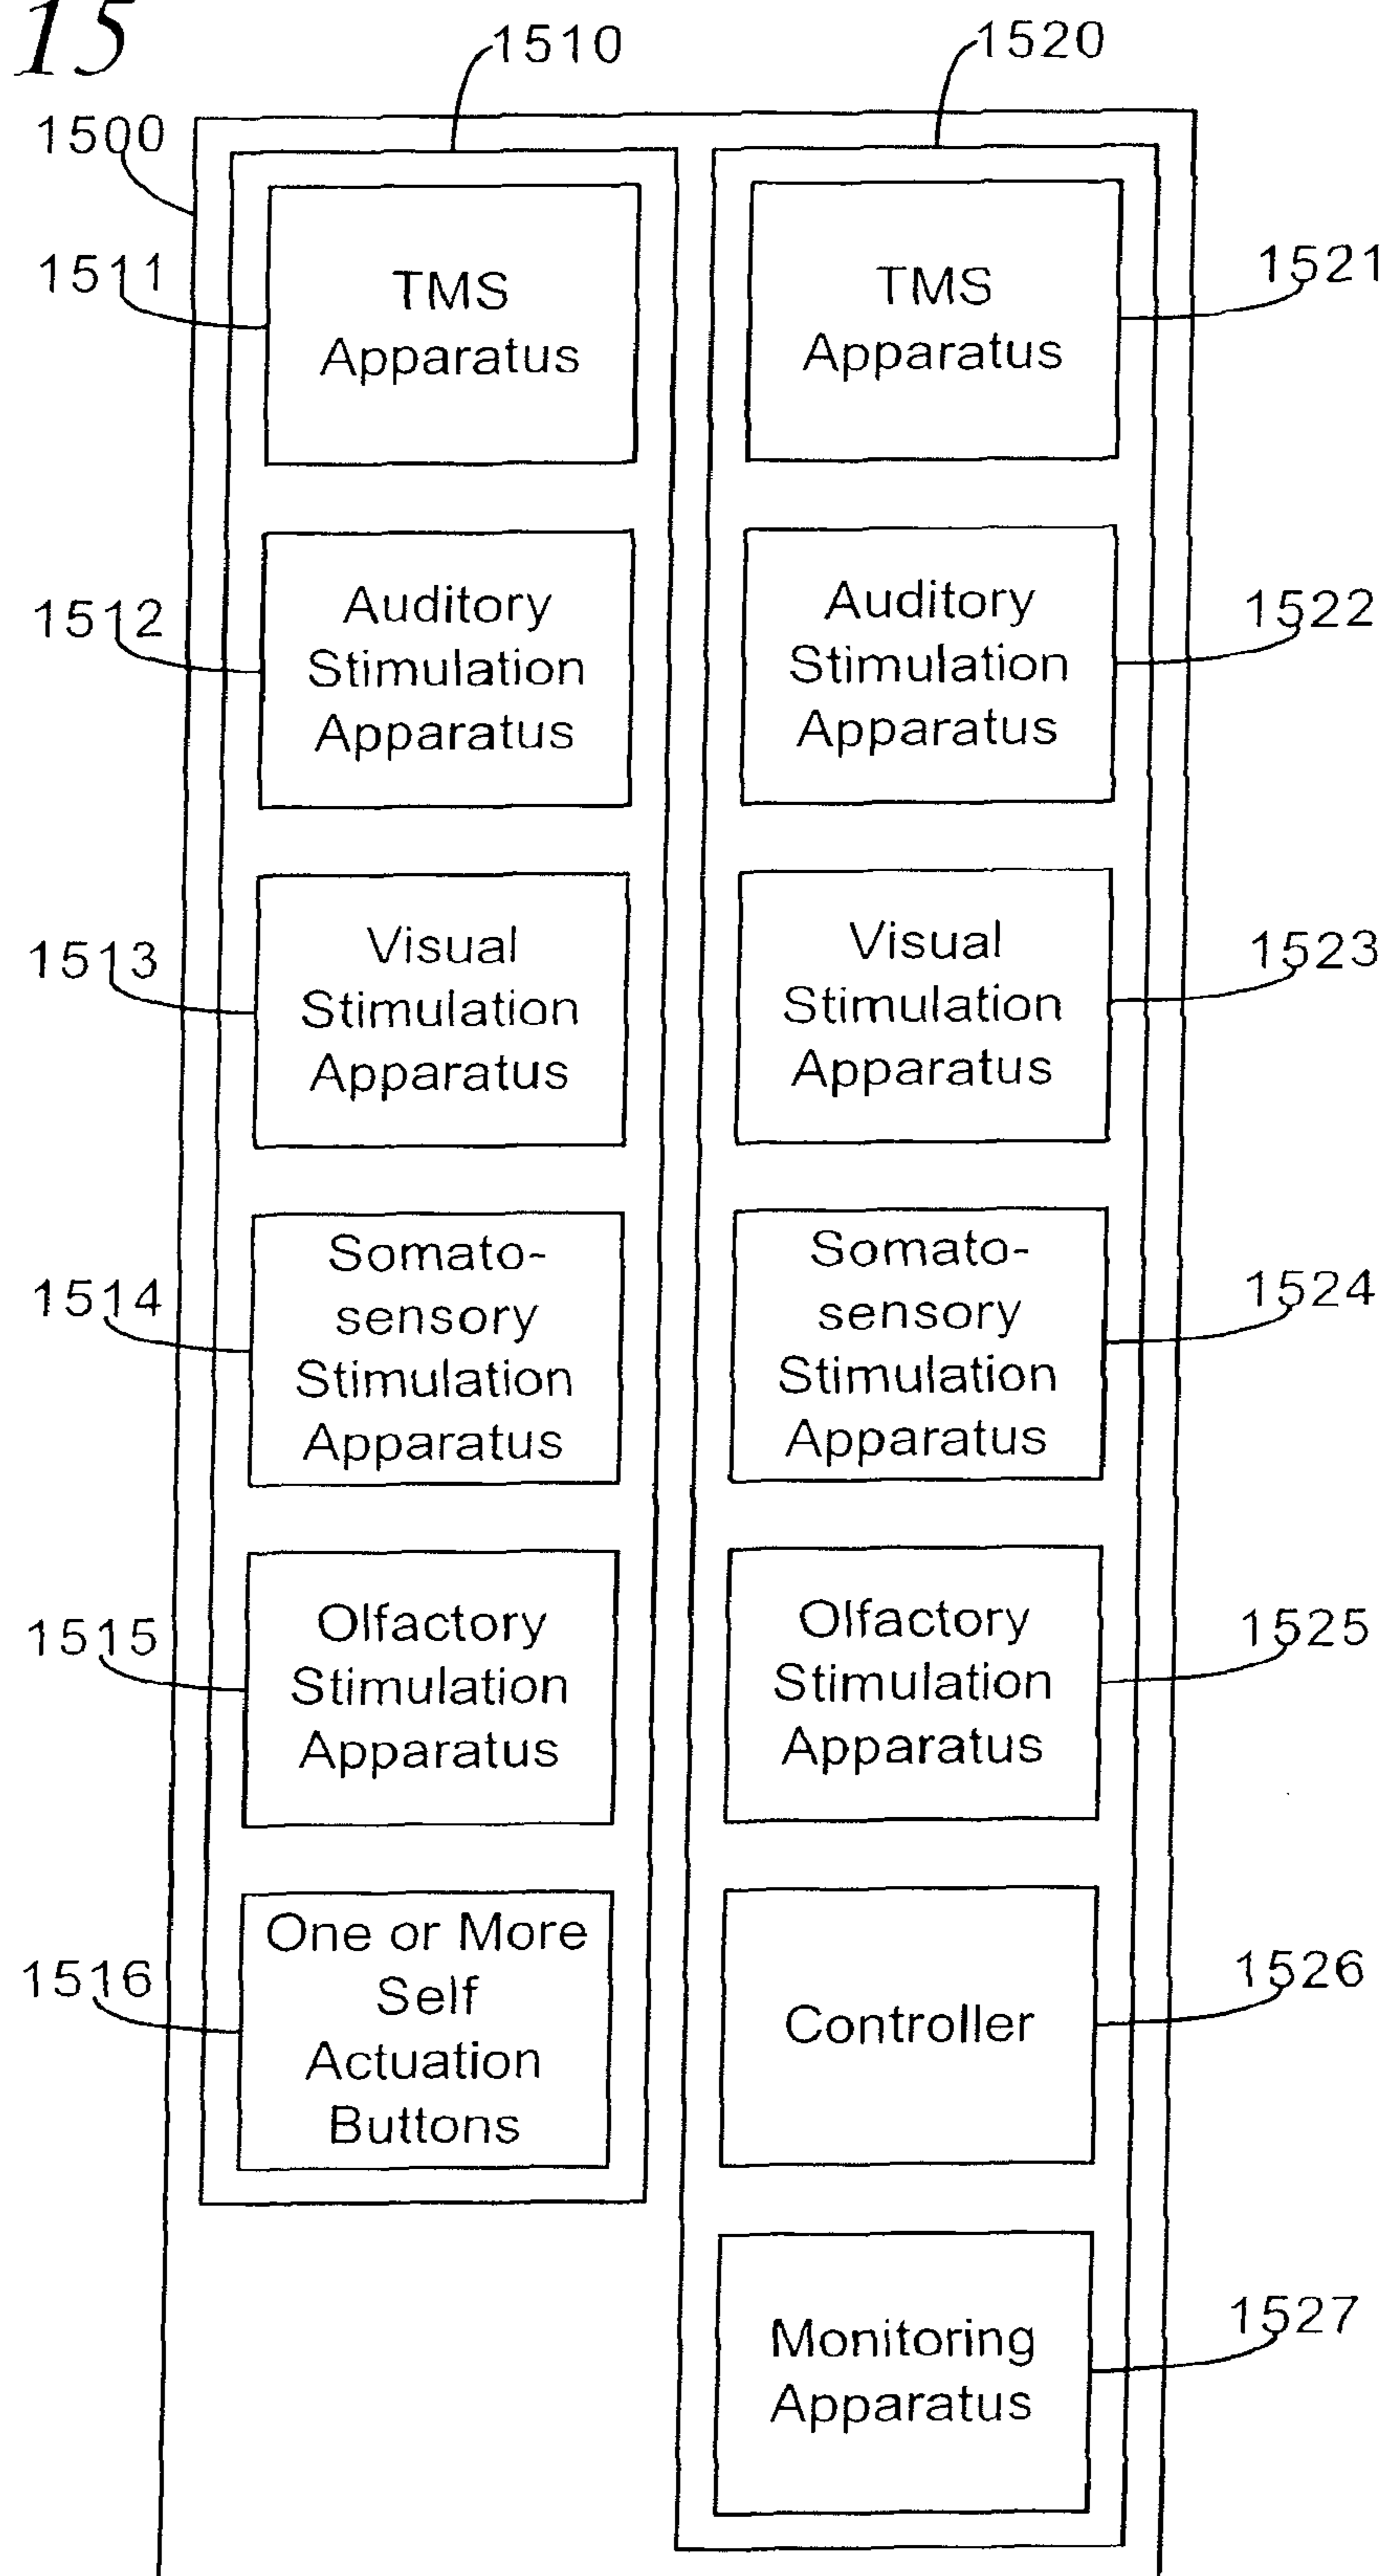 15
1510
1520
1500
1511
TMS
Apparatus
TMS
Apparatus
1521
1512
Auditory
Stimulation
Apparatus
Auditory
Stimulation
Apparatus
1522
1513
Visual
Stimulation
Apparatus
Visual
Stimulation
Apparatus
1523
1514
Somato-
sensory
Stimulation
Apparatus
Somato-
sensory
Stimulation
Apparatus
1524
1515
Olfactory
Stimulation
Apparatus
Olfactory
Stimulation
Apparatus
1525
1516
One or More
Self
Actuation
Buttons
Controller
1526
Monitoring
Apparatus
1527